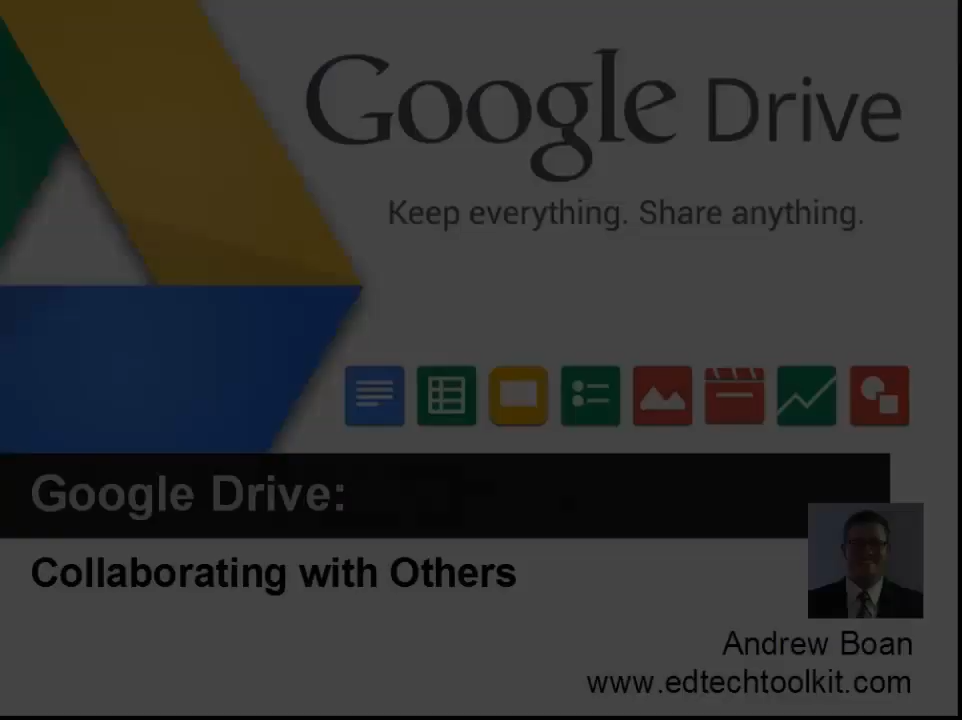 Google Drive
Keep everything. Share anything.
Google Drive:
Collaborating with Others
Andrew Boan
www.edtechtoolkit.com